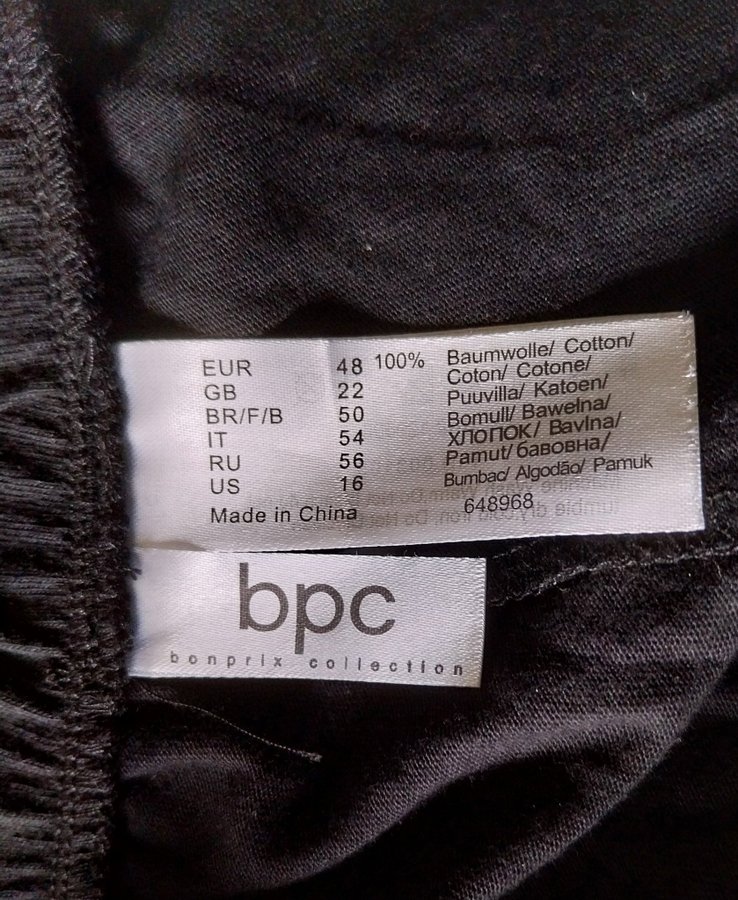 EUR 48 100% Baumwolle/ Cotton/
GB 22 Coton/ Cotone/
BR/F/B 50 Puuvilla/ Katoen/
IT 54 Bomull/ Bawełna/
RU 56 ХЛОПОК/ Bavlna/
US 16 Pamut/ бавовна/
Bumbac/ Algodão/ Pamuk
Made in China 648968
bpc
bonprix collection